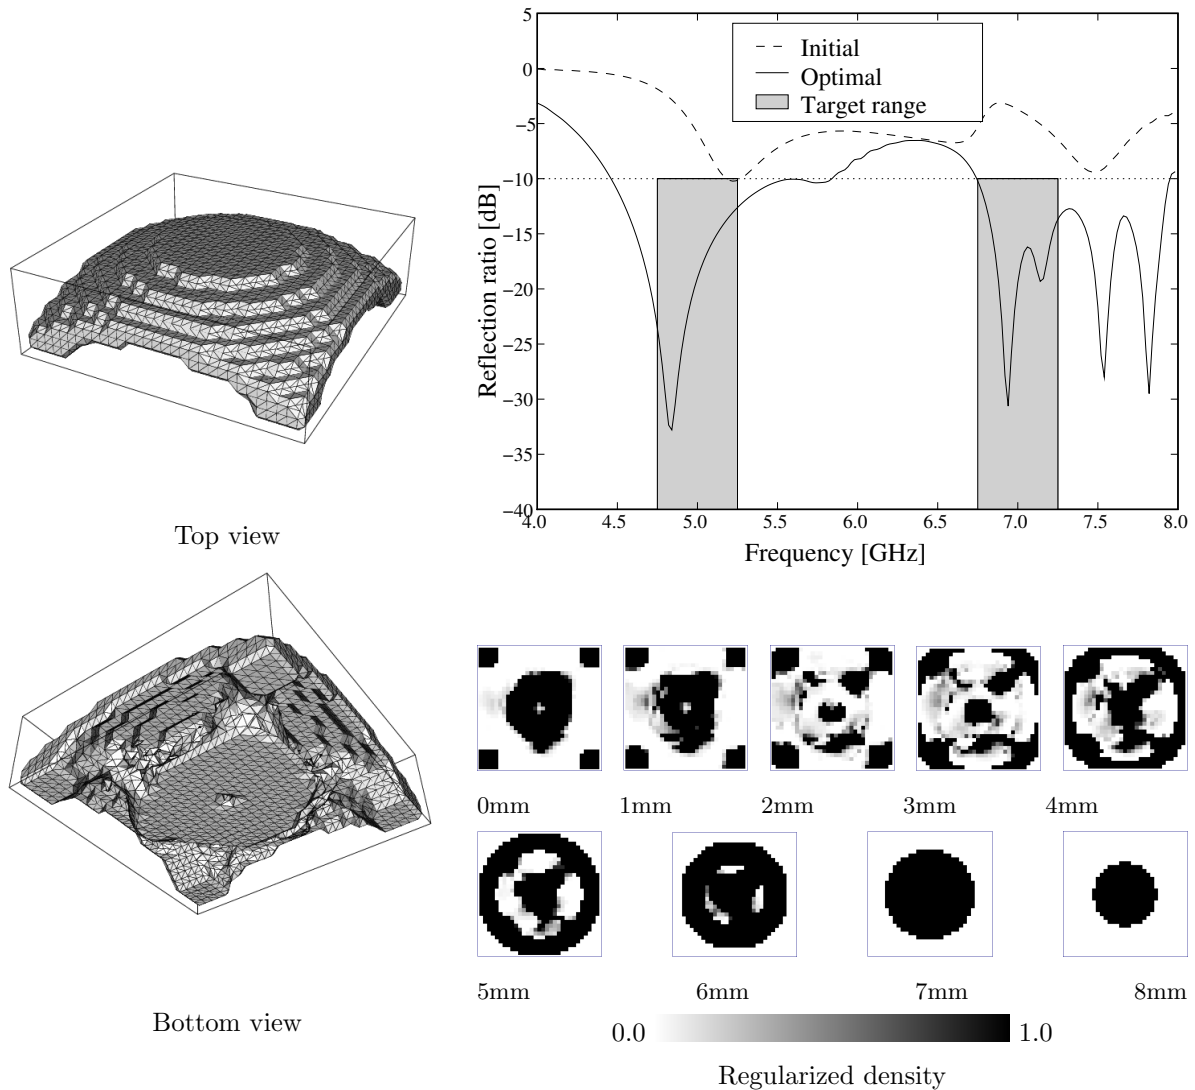 5
0
−5
−10
−15
−20
−25
−30
−35
−40
Reflection ratio [dB]
Initial
Optimal
Target range
4.0 4.5 5.0 5.5 6.0 6.5 7.0 7.5 8.0
Frequency [GHz]
Top view
Bottom view
0mm 1mm 2mm 3mm 4mm
5mm 6mm 7mm 8mm
0.0 1.0
Regularized density